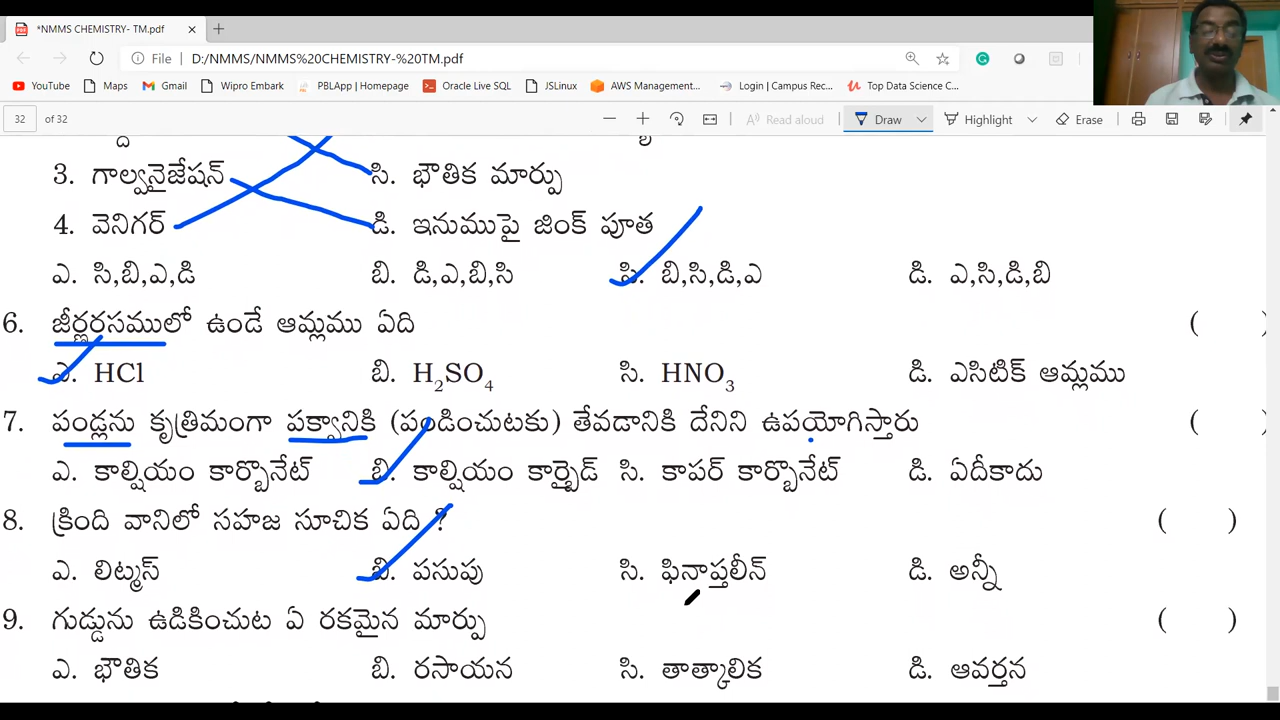 *NMMS CHEMISTRY- TM.pdf
File D:/NMMS/NMMS%20CHEMISTRY-%20TM.pdf
YouTube Maps Gmail Wipro Embark PBLApp | Homepage Oracle Live SQL JSLinux AWS Management... Login | Campus Rec... Top Data Science C...
32 of 32 Read aloud Draw Highlight Erase
3. గాల్వనైజేషన్ సి. భౌతిక మార్పు
4. వెనిగర్ డి. ఇనుముపై జింక్ పూత
ఎ. సి,బి,ఎ,డి బి. డి,ఎ,బి,సి సి. బి,సి,డి,ఎ డి. ఎ,సి,డి,బి
6. జీర్ణరసములో ఉండే ఆమ్లము ఏది ( )
ఎ. HCl బి. H₂SO₄ సి. HNO₃ డి. ఎసిటిక్ ఆమ్లము
7. పండ్లను కృత్రిమంగా పక్వానికి (పండించుటకు) తేవడానికి దేనిని ఉపయోగిస్తారు ( )
ఎ. కాల్షియం కార్బొనేట్ బి. కాల్షియం కార్బైడ్ సి. కాపర్ కార్బొనేట్ డి. ఏదీకాదు
8. క్రింది వానిలో సహజ సూచిక ఏది ? ( )
ఎ. లిట్మస్ బి. పసుపు సి. ఫినాప్తలీన్ డి. అన్నీ
9. గుడ్డును ఉడికించుట ఏ రకమైన మార్పు ( )
ఎ. భౌతిక బి. రసాయన సి. తాత్కాలిక డి. ఆవర్తన